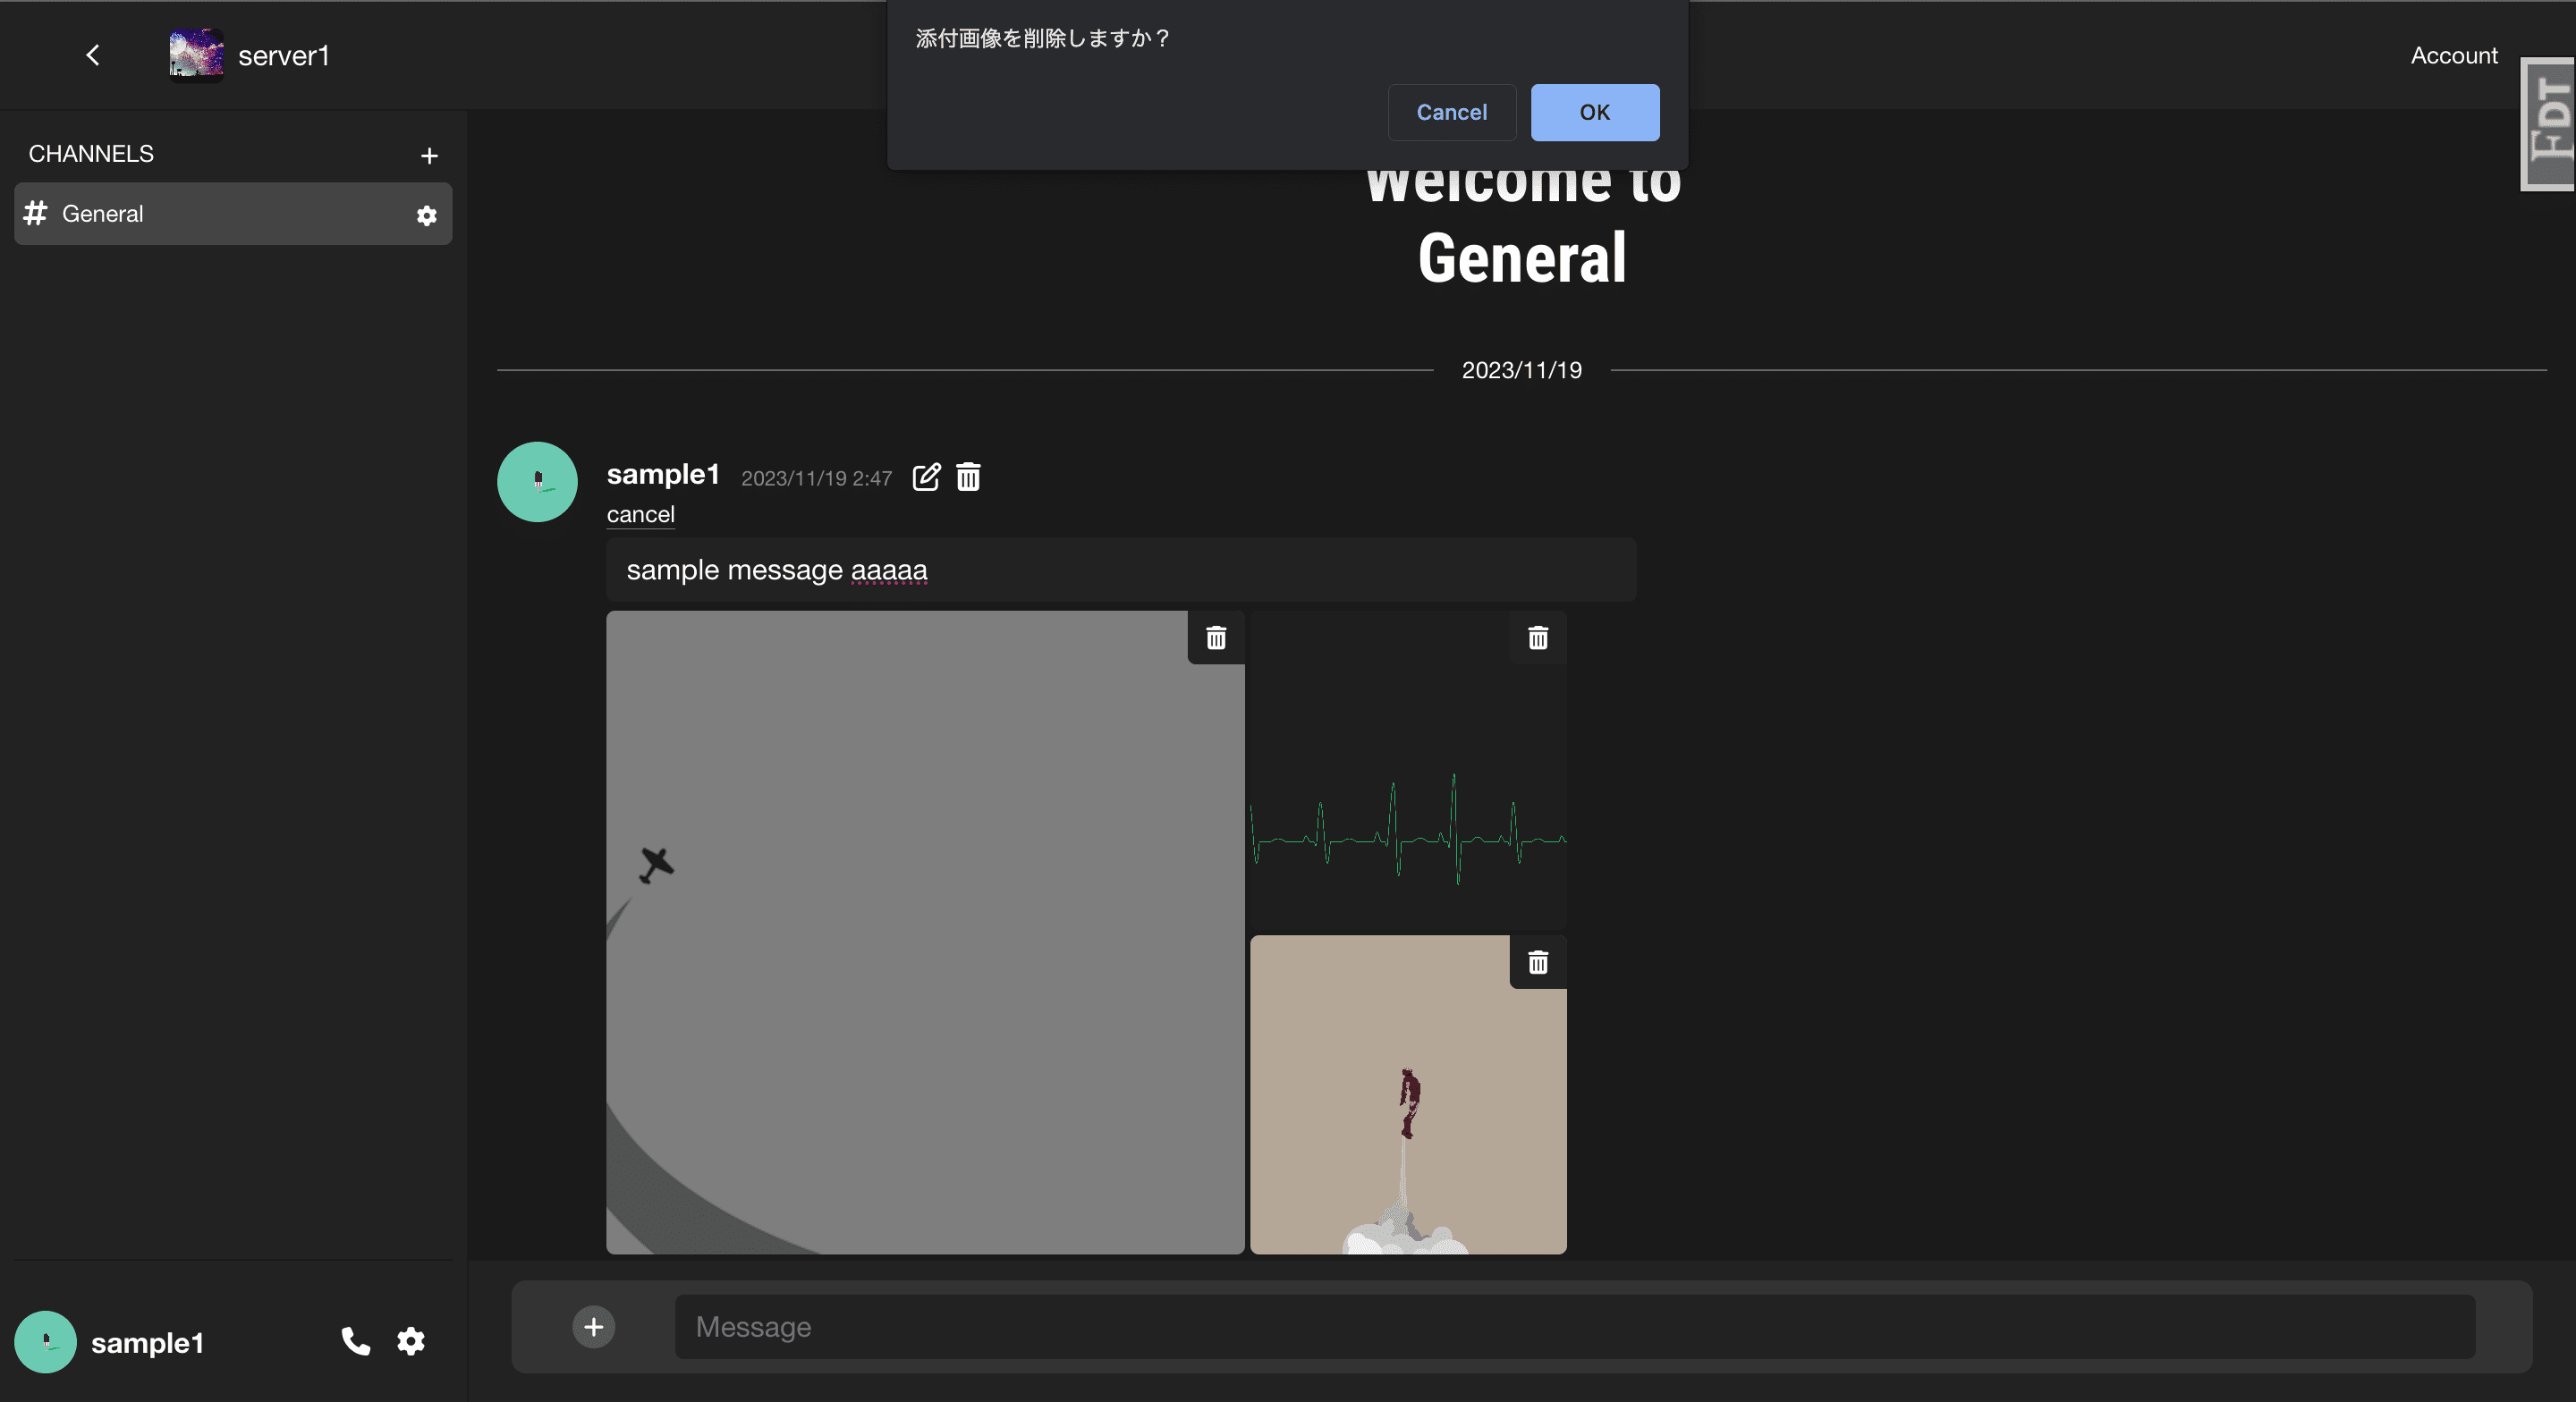 添付画像を削除しますか？
Cancel
OK
server1
Account
FDT
CHANNELS
# General
Welcome to
General
2023/11/19
sample1 2023/11/19 2:47
cancel
sample message aaaaa
sample1
Message